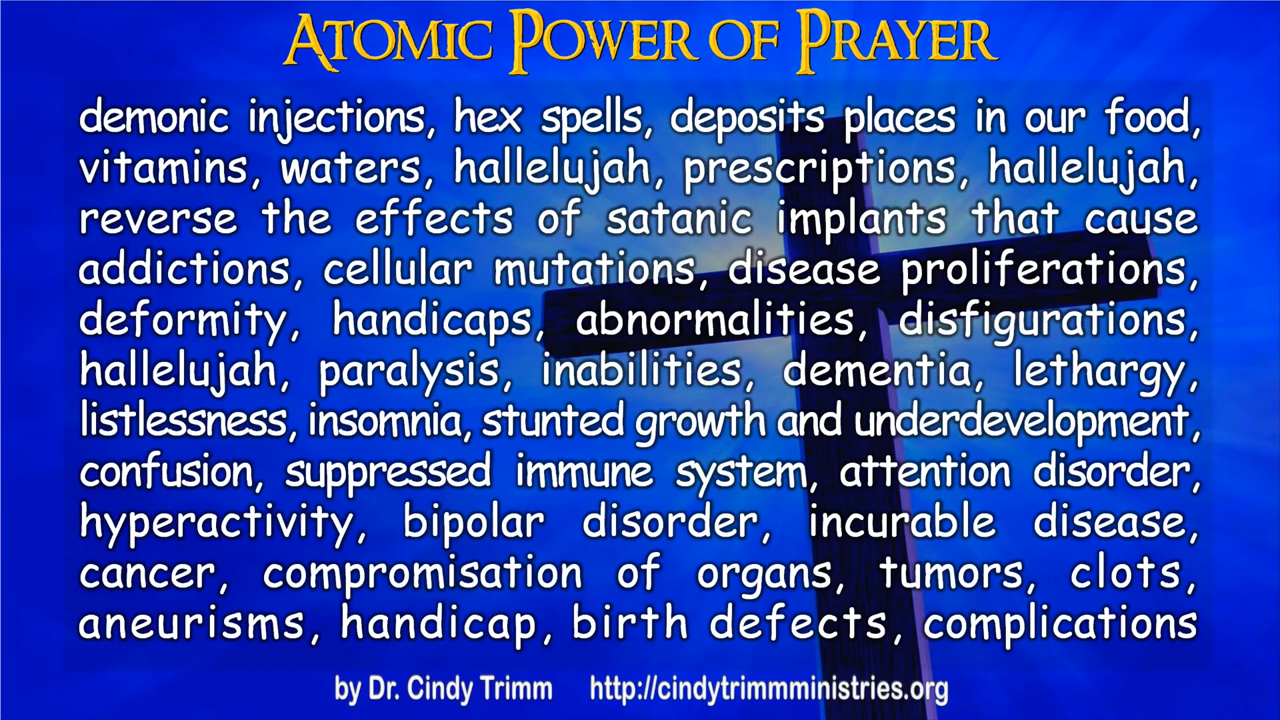 ATOMIC POWER OF PRAYER
demonic injections, hex spells, deposits places in our food,
vitamins, waters, hallelujah, prescriptions, hallelujah,
reverse the effects of satanic implants that cause
addictions, cellular mutations, disease proliferations,
deformity, handicaps, abnormalities, disfigurations,
hallelujah, paralysis, inabilities, dementia, lethargy,
listlessness, insomnia, stunted growth and underdevelopment,
confusion, suppressed immune system, attention disorder,
hyperactivity, bipolar disorder, incurable disease,
cancer, compromisation of organs, tumors, clots,
aneurisms, handicap, birth defects, complications
by Dr. Cindy Trimm http://cindytrimmministries.org